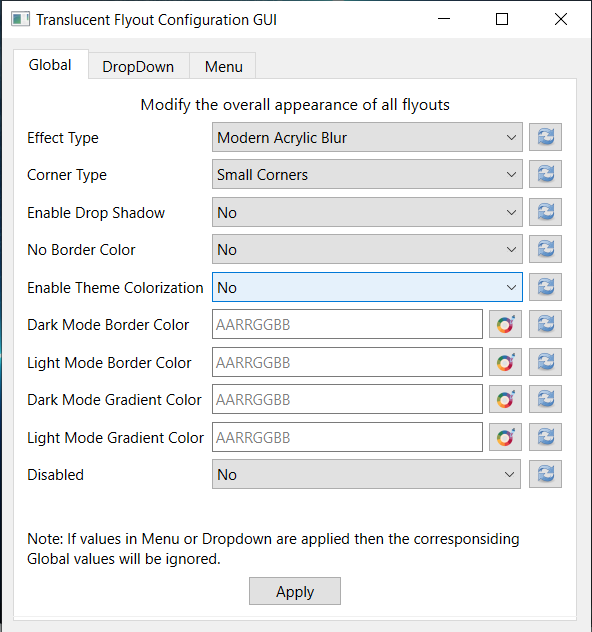 Translucent Flyout Configuration GUI
Global DropDown Menu
Modify the overall appearance of all flyouts
Effect Type Modern Acrylic Blur
Corner Type Small Corners
Enable Drop Shadow No
No Border Color No
Enable Theme Colorization No
Dark Mode Border Color AARRGGBB
Light Mode Border Color AARRGGBB
Dark Mode Gradient Color AARRGGBB
Light Mode Gradient Color AARRGGBB
Disabled No
Note: If values in Menu or Dropdown are applied then the corresponsiding
Global values will be ignored.
Apply